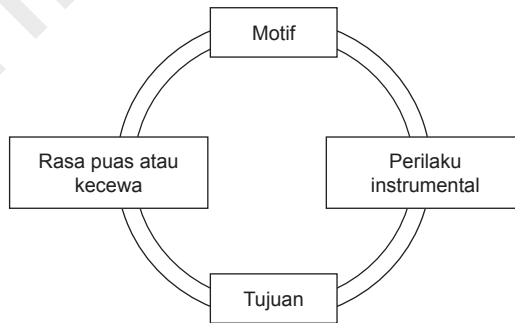 Motif
Rasa puas atau
kecewa
Perilaku
instrumental
Tujuan